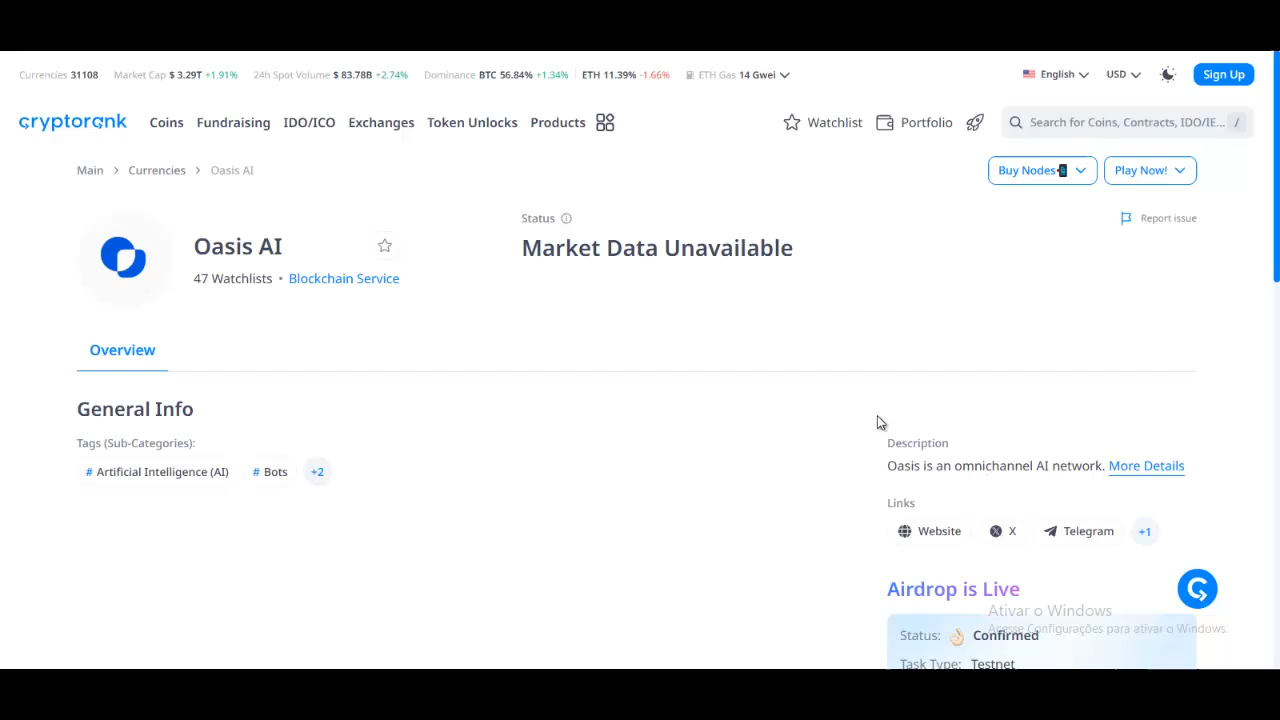 Currencies 31108 Market Cap $ 3.29T +1.91% 24h Spot Volume $ 83.78B +2.74% Dominance BTC 56.84% +1.34% ETH 11.39% -1.66% ETH Gas 14 Gwei English USD Sign Up
cryptorank Coins Fundraising IDO/ICO Exchanges Token Unlocks Products Watchlist Portfolio Search for Coins, Contracts, IDO/IE... /
Main > Currencies > Oasis AI Buy Nodes Play Now!
Status Report issue
Oasis AI Market Data Unavailable
47 Watchlists • Blockchain Service
Overview
General Info
Tags (Sub-Categories):
# Artificial Intelligence (AI) # Bots +2
Description
Oasis is an omnichannel AI network. More Details
Links
Website X Telegram +1
Airdrop is Live
Ativar o Windows
Acesse Configurações para ativar o Windows.
Status: 👌🏻 Confirmed
Task Type: Testnet